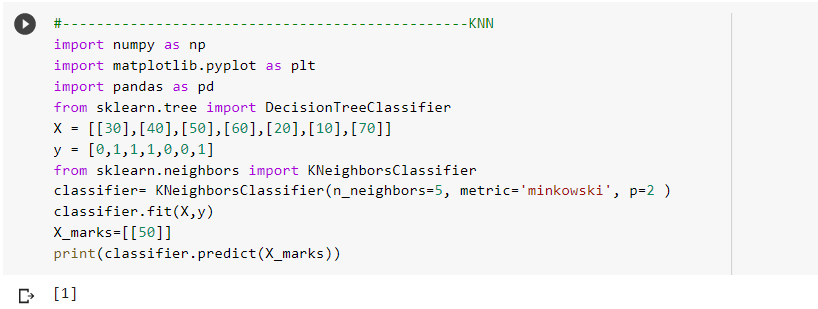 #------------------------------------------------KNN
import numpy as np
import matplotlib.pyplot as plt
import pandas as pd
from sklearn.tree import DecisionTreeClassifier
X = [[30],[40],[50],[60],[20],[10],[70]]
y = [0,1,1,1,0,0,1]
from sklearn.neighbors import KNeighborsClassifier
classifier= KNeighborsClassifier(n_neighbors=5, metric='minkowski', p=2 )
classifier.fit(X,y)
X_marks=[[50]]
print(classifier.predict(X_marks))
[1]